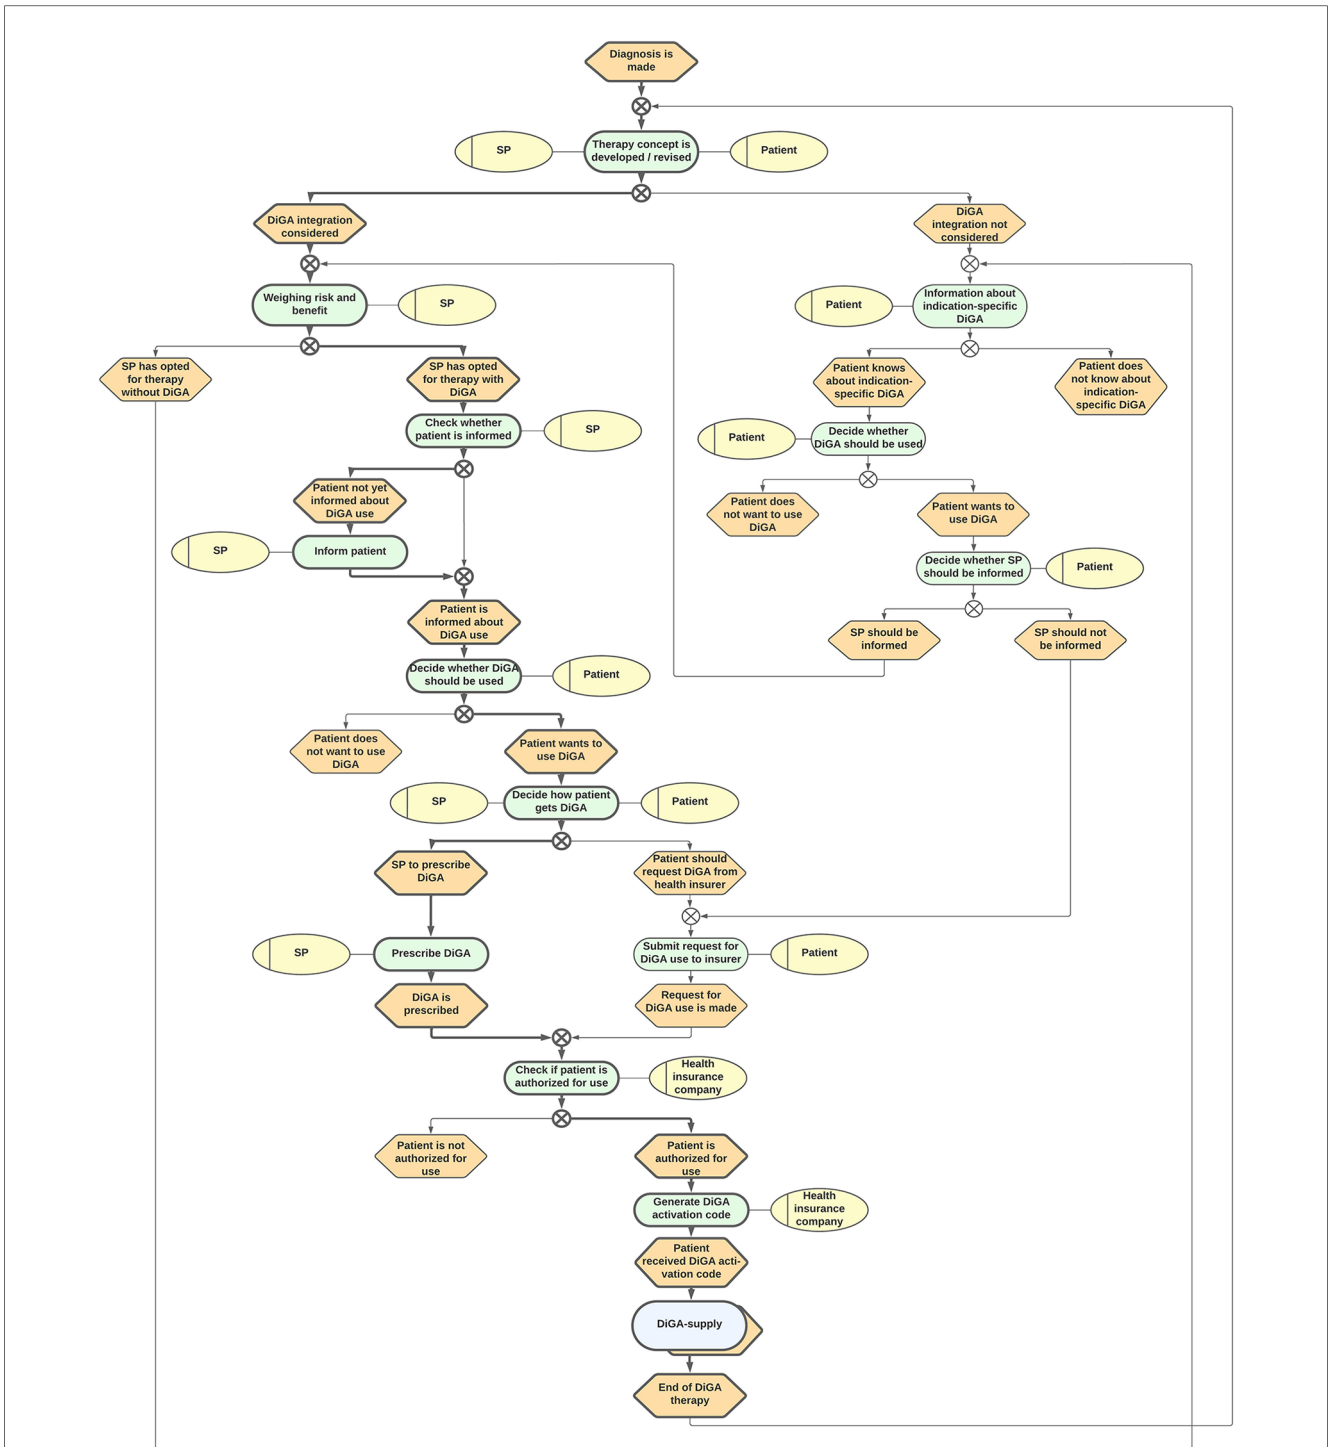 Diagnosis is
made
SP
Therapy concept is
developed / revised
Patient
DiGA integration
considered
DiGA
integration not
considered
Weighing risk and
benefit
SP
Patient
Information about
indication-specific
DiGA
SP has opted
for therapy
without DiGA
SP has opted
for therapy with
DiGA
Patient knows
about indication-
specific DiGA
Patient does
not know about
indication-
specific DiGA
Check whether
patient is informed
SP
Patient
Decide whether
DiGA should be used
Patient not yet
informed about
DiGA use
Patient does
not want to use
DiGA
Patient wants to
use DiGA
SP
Inform patient
Decide whether SP
should be informed
Patient
Patient is
informed about
DiGA use
SP should be
informed
SP should not
be informed
Decide whether DiGA
should be used
Patient
Patient does
not want to use
DiGA
Patient wants to
use DiGA
SP
Decide how patient
gets DiGA
Patient
SP to prescribe
DiGA
Patient should
request DiGA from
health insurer
SP
Prescribe DiGA
Submit request for
DiGA use to insurer
Patient
DiGA is
prescribed
Request for
DiGA use is made
Check if patient is
authorized for use
Health
insurance
company
Patient is not
authorized for
use
Patient is
authorized for
use
Generate DiGA
activation code
Health
insurance
company
Patient
received DiGA acti-
vation code
DiGA-supply
End of DiGA
therapy